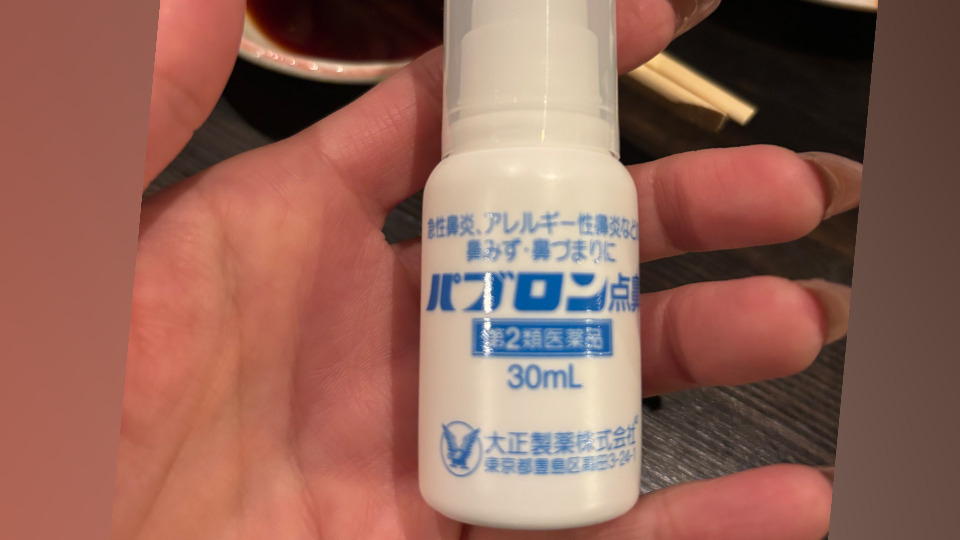 急性鼻炎、アレルギー性鼻炎など
鼻みず・鼻づまりに
パブロン点鼻
第2類医薬品
30mL
大正製薬株式会社
東京都豊島区高田3-24-1